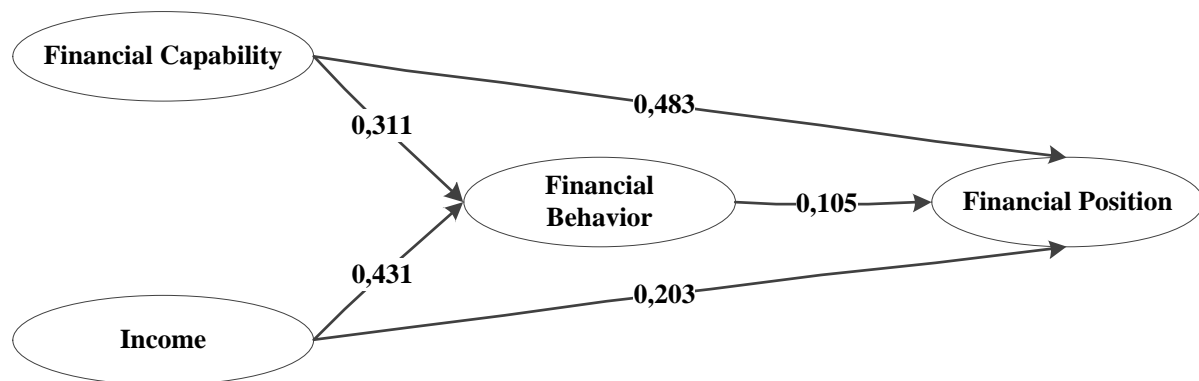 Financial Capability
0,483
0,311
Financial
Behavior
0,105
Financial Position
0,431
0,203
Income